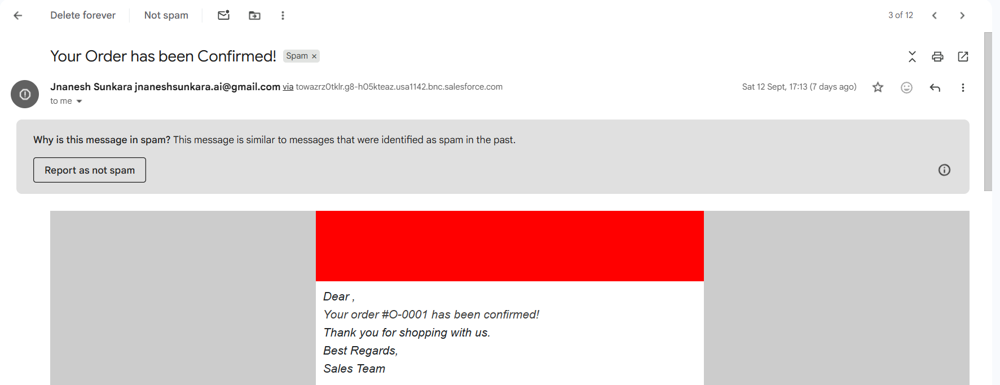 Delete forever Not spam 3 of 12
Your Order has been Confirmed! Spam ×
Jnanesh Sunkara jnaneshsunkara.ai@gmail.com via towazrz0tklr.g8-h05kteaz.usa1142.bnc.salesforce.com Sat 12 Sept, 17:13 (7 days ago)
to me
Why is this message in spam? This message is similar to messages that were identified as spam in the past.
Report as not spam
Dear ,
Your order #O-0001 has been confirmed!
Thank you for shopping with us.
Best Regards,
Sales Team